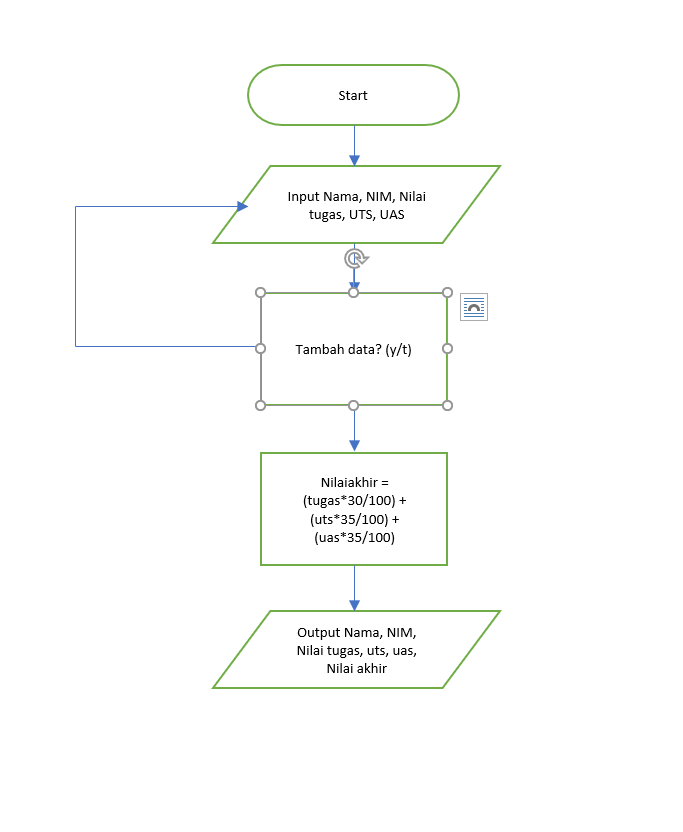 Start
Input Nama, NIM, Nilai
tugas, UTS, UAS
Tambah data? (y/t)
Nilaiakhir =
(tugas*30/100) +
(uts*35/100) +
(uas*35/100)
Output Nama, NIM,
Nilai tugas, uts, uas,
Nilai akhir